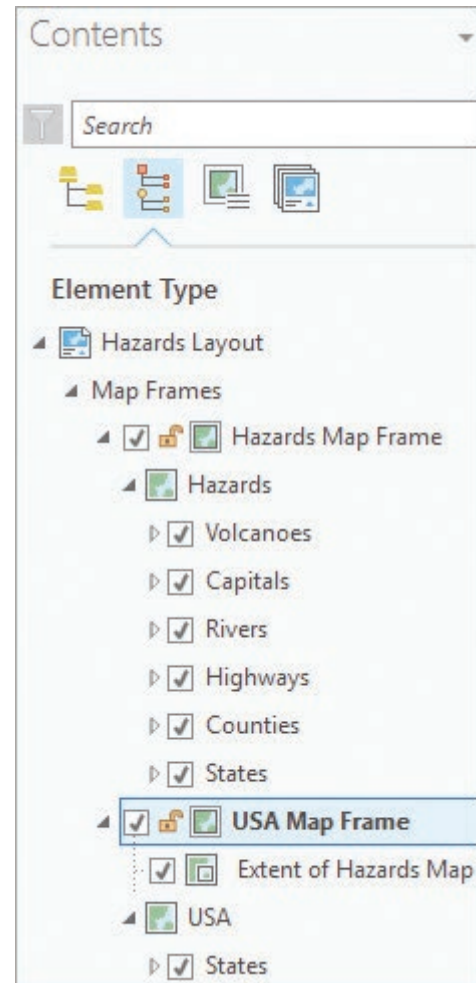 Contents
Search
Element Type
Hazards Layout
Map Frames
Hazards Map Frame
Hazards
Volcanoes
Capitals
Rivers
Highways
Counties
States
USA Map Frame
Extent of Hazards Map
USA
States